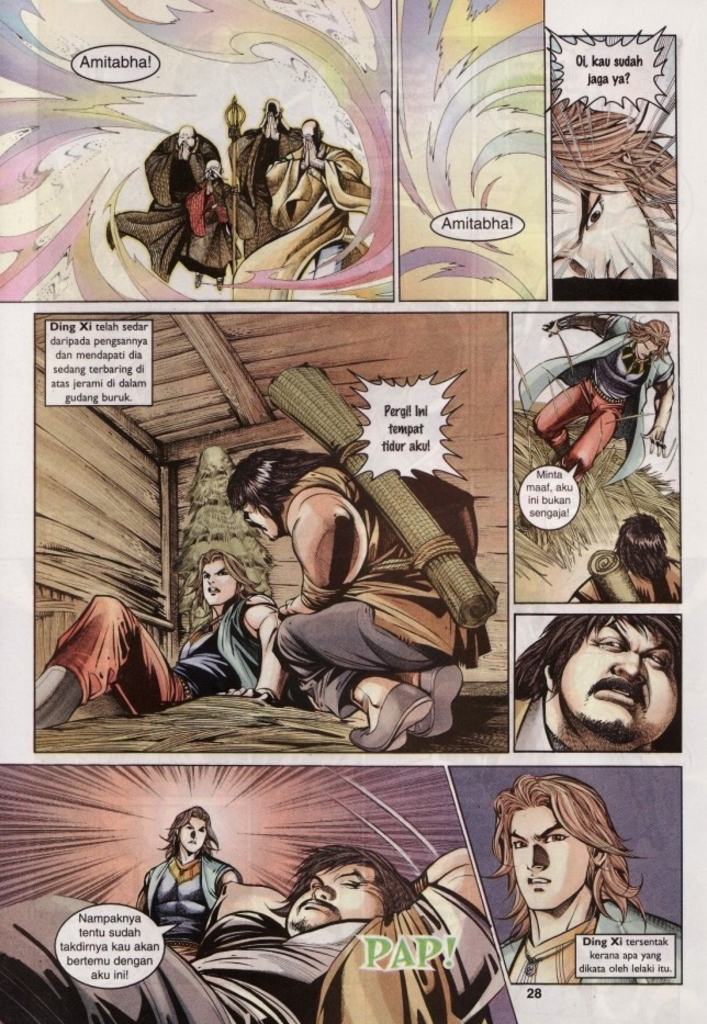 Amitabha!
Amitabha!
Oi, kau sudah
jaga ya?
Ding Xi telah sedar
daripada pengsannya
dan mendapati dia
sedang terbaring di
atas jerami di dalam
gudang buruk.
Pergi! Ini
tempat
tidur aku!
Minta
maaf, aku
ini bukan
sengaja!
Nampaknya
tentu sudah
takdirnya kau akan
bertemu dengan
aku ini!
PAP!
Ding Xi tersentak
kerana apa yang
dikata oleh lelaki itu.
28